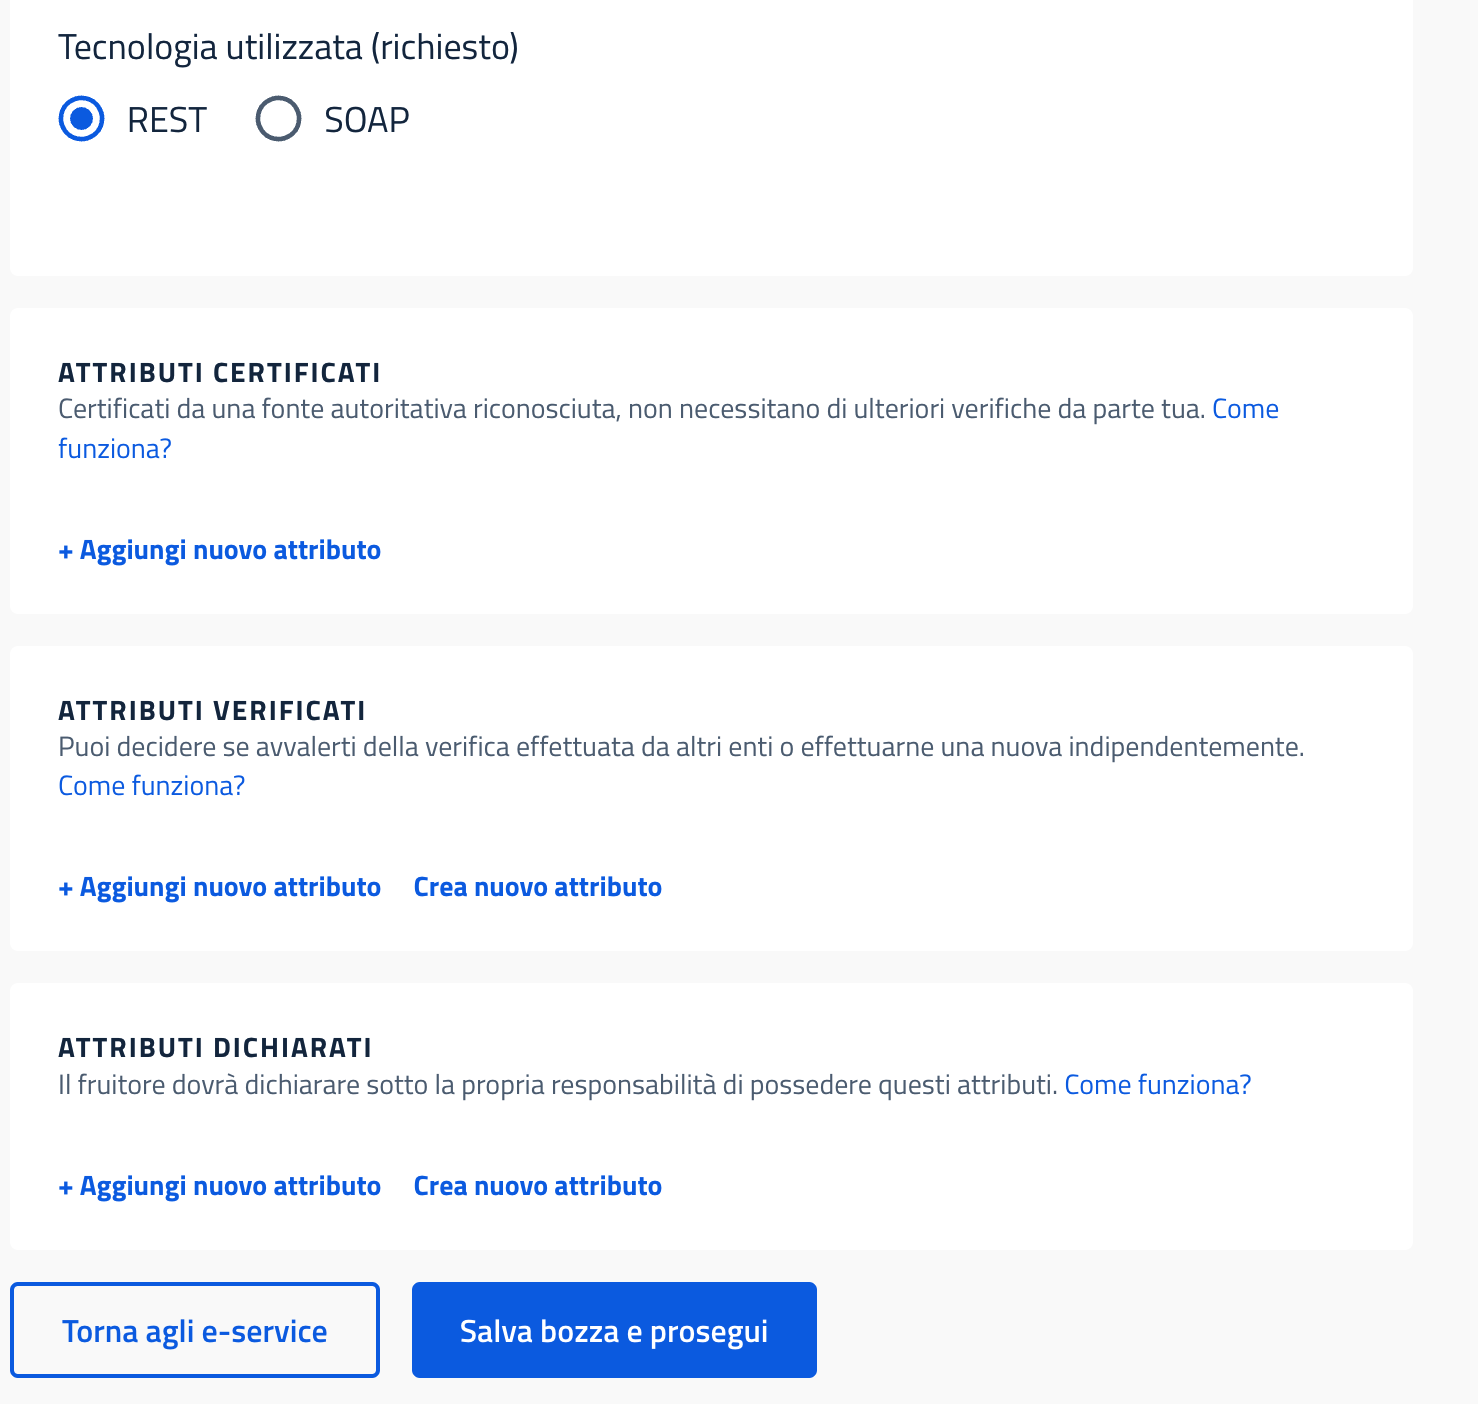 Tecnologia utilizzata (richiesto)
REST SOAP
ATTRIBUTI CERTIFICATI
Certificati da una fonte autoritativa riconosciuta, non necessitano di ulteriori verifiche da parte tua. Come
funziona?
+ Aggiungi nuovo attributo
ATTRIBUTI VERIFICATI
Puoi decidere se avvalerti della verifica effettuata da altri enti o effettuarne una nuova indipendentemente.
Come funziona?
+ Aggiungi nuovo attributo Crea nuovo attributo
ATTRIBUTI DICHIARATI
Il fruitore dovrà dichiarare sotto la propria responsabilità di possedere questi attributi. Come funziona?
+ Aggiungi nuovo attributo Crea nuovo attributo
Torna agli e-service Salva bozza e prosegui